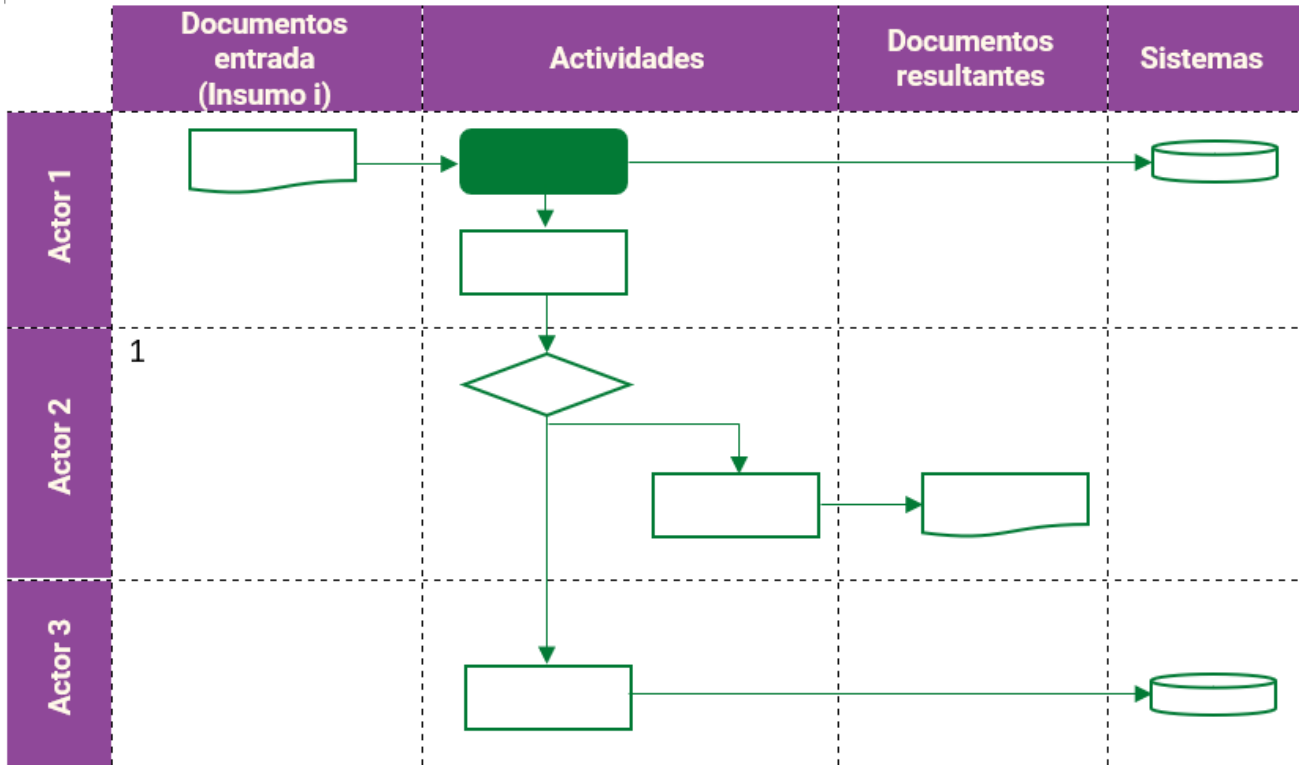 Documentos
entrada
(Insumo i)
Actividades
Documentos
resultantes
Sistemas
Actor 1
Actor 2
1
Actor 3